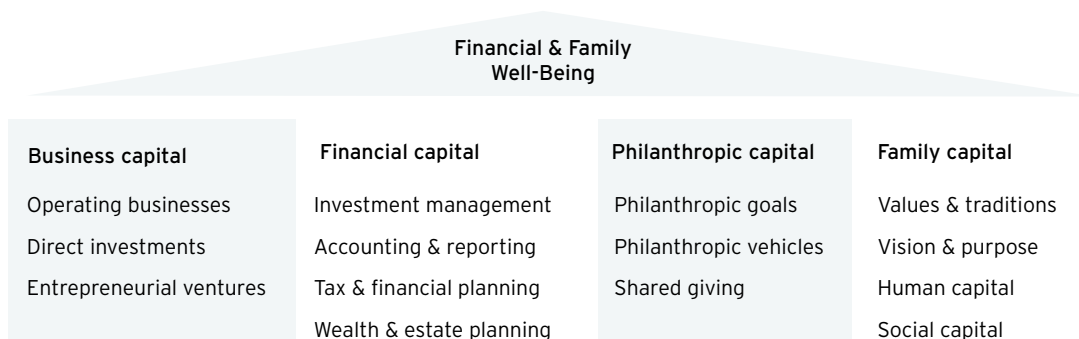 Financial & Family
Well-Being
Business capital
Operating businesses
Direct investments
Entrepreneurial ventures
Financial capital
Investment management
Accounting & reporting
Tax & financial planning
Wealth & estate planning
Philanthropic capital
Philanthropic goals
Philanthropic vehicles
Shared giving
Family capital
Values & traditions
Vision & purpose
Human capital
Social capital